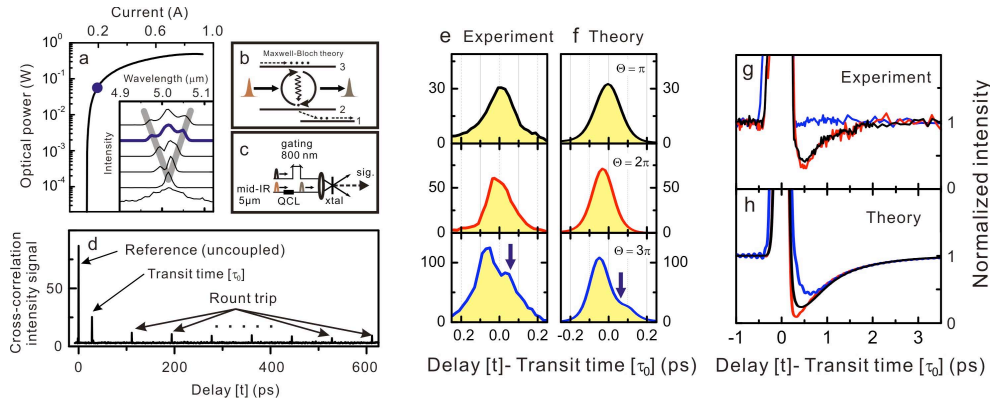 Current (A)
0.2 0.6 1.0
a
Optical power (W)
10⁰
10⁻¹
10⁻²
10⁻³
10⁻⁴
Wavelength (μm)
4.9 5.0 5.1
Intensity
b
Maxwell-Bloch theory
3
2
1
c
gating
800 nm
mid-IR
5μm
QCL
xtal
sig.
d
Cross-correlation
intensity signal
50
0
Reference (uncoupled)
Transit time [τ₀]
Rount trip
0 200 400 600
Delay [t] (ps)
e Experiment
f Theory
30
0
50
0
100
0
Θ = π
30
0
Θ = 2π
50
0
Θ = 3π
100
0
-0.2 0.0 0.2
-0.2 0.0 0.2
Delay [t]- Transit time [τ₀] (ps)
g
Experiment
1
0
h
Theory
1
0
-1 0 1 2 3
Delay [t]- Transit time [τ₀] (ps)
Normalized intensity